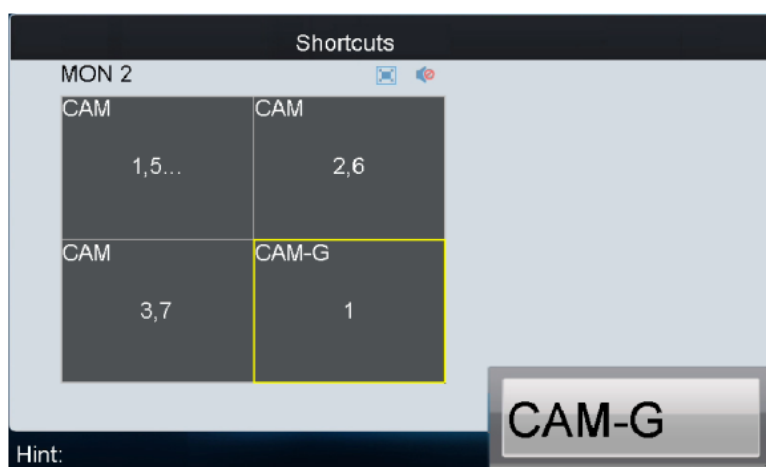 Shortcuts
MON 2
CAM
CAM
1,5...
2,6
CAM
CAM-G
3,7
1
CAM-G
Hint: